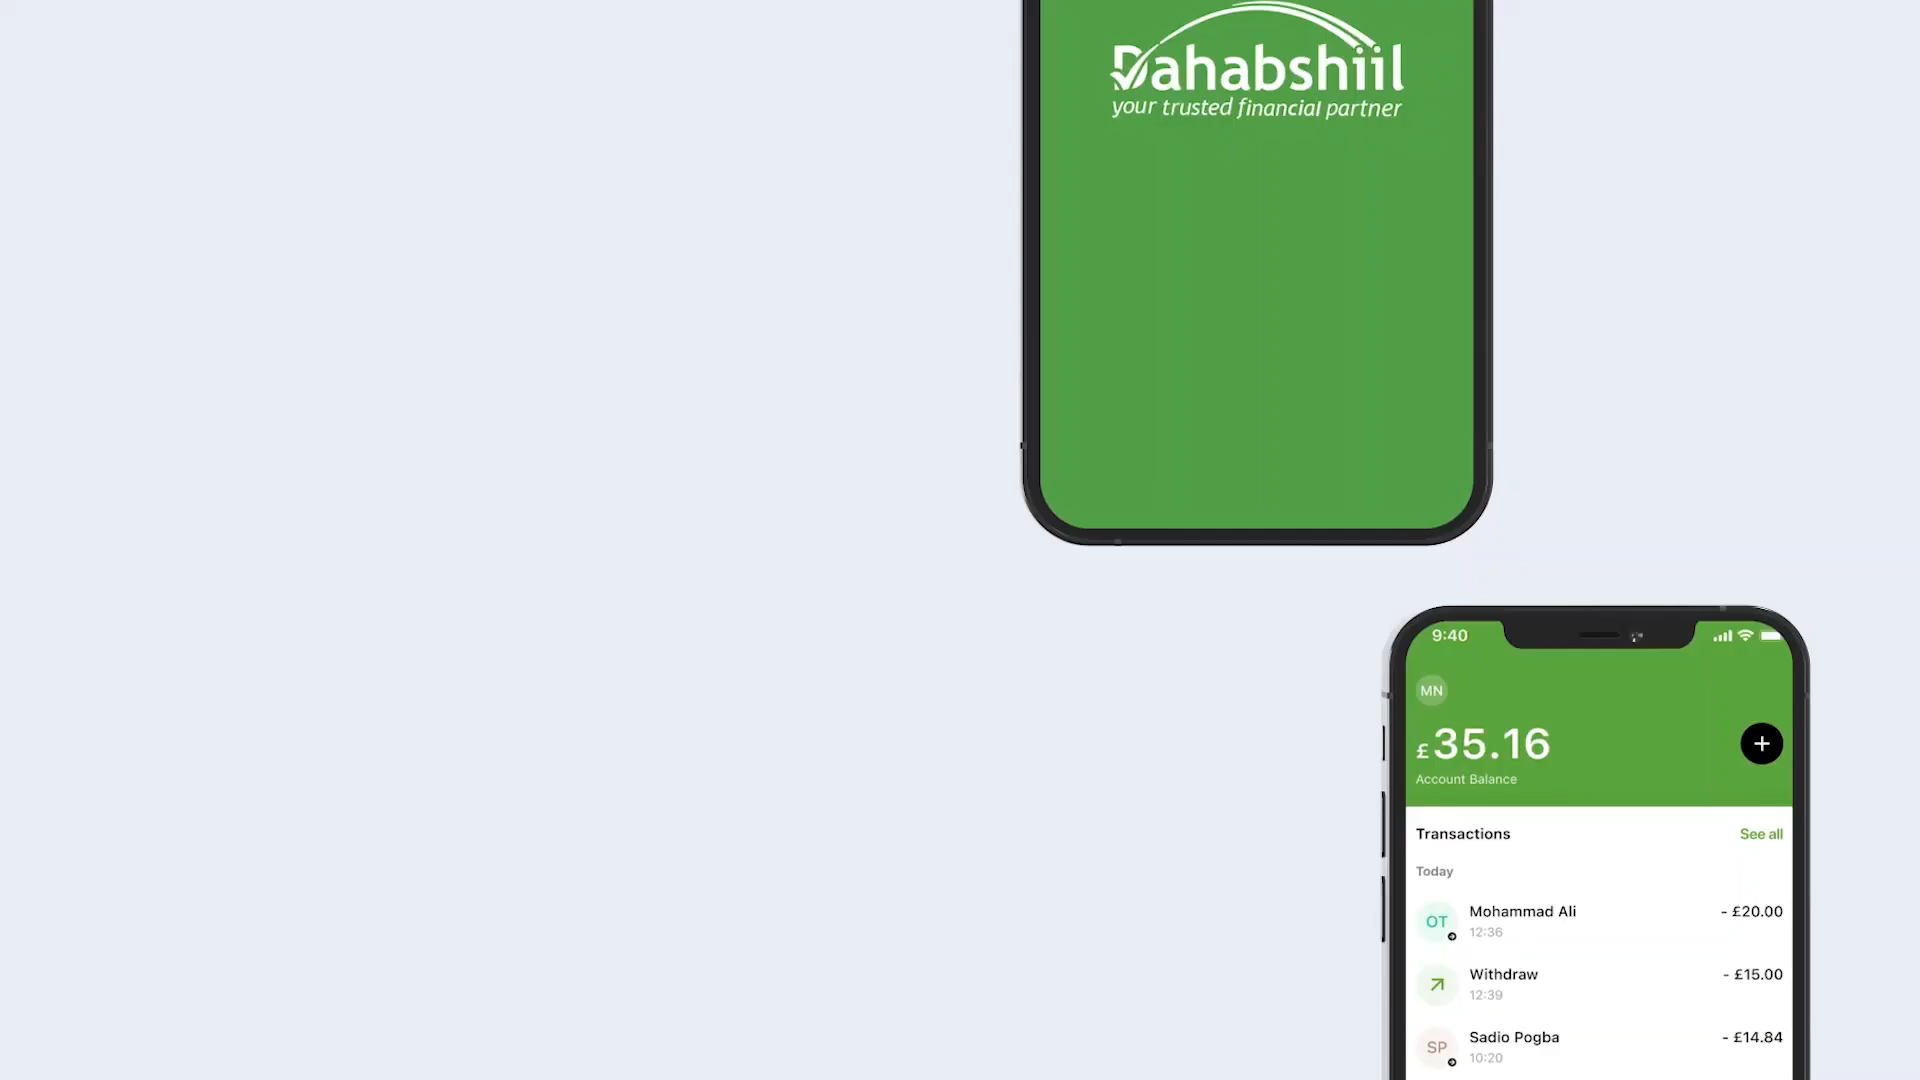 Dahabshiil
your trusted financial partner
9:40
MN
£35.16
Account Balance
Transactions
See all
Today
OT
Mohammad Ali
- £20.00
12:36
Withdraw
- £15.00
12:39
SP
Sadio Pogba
- £14.84
10:20